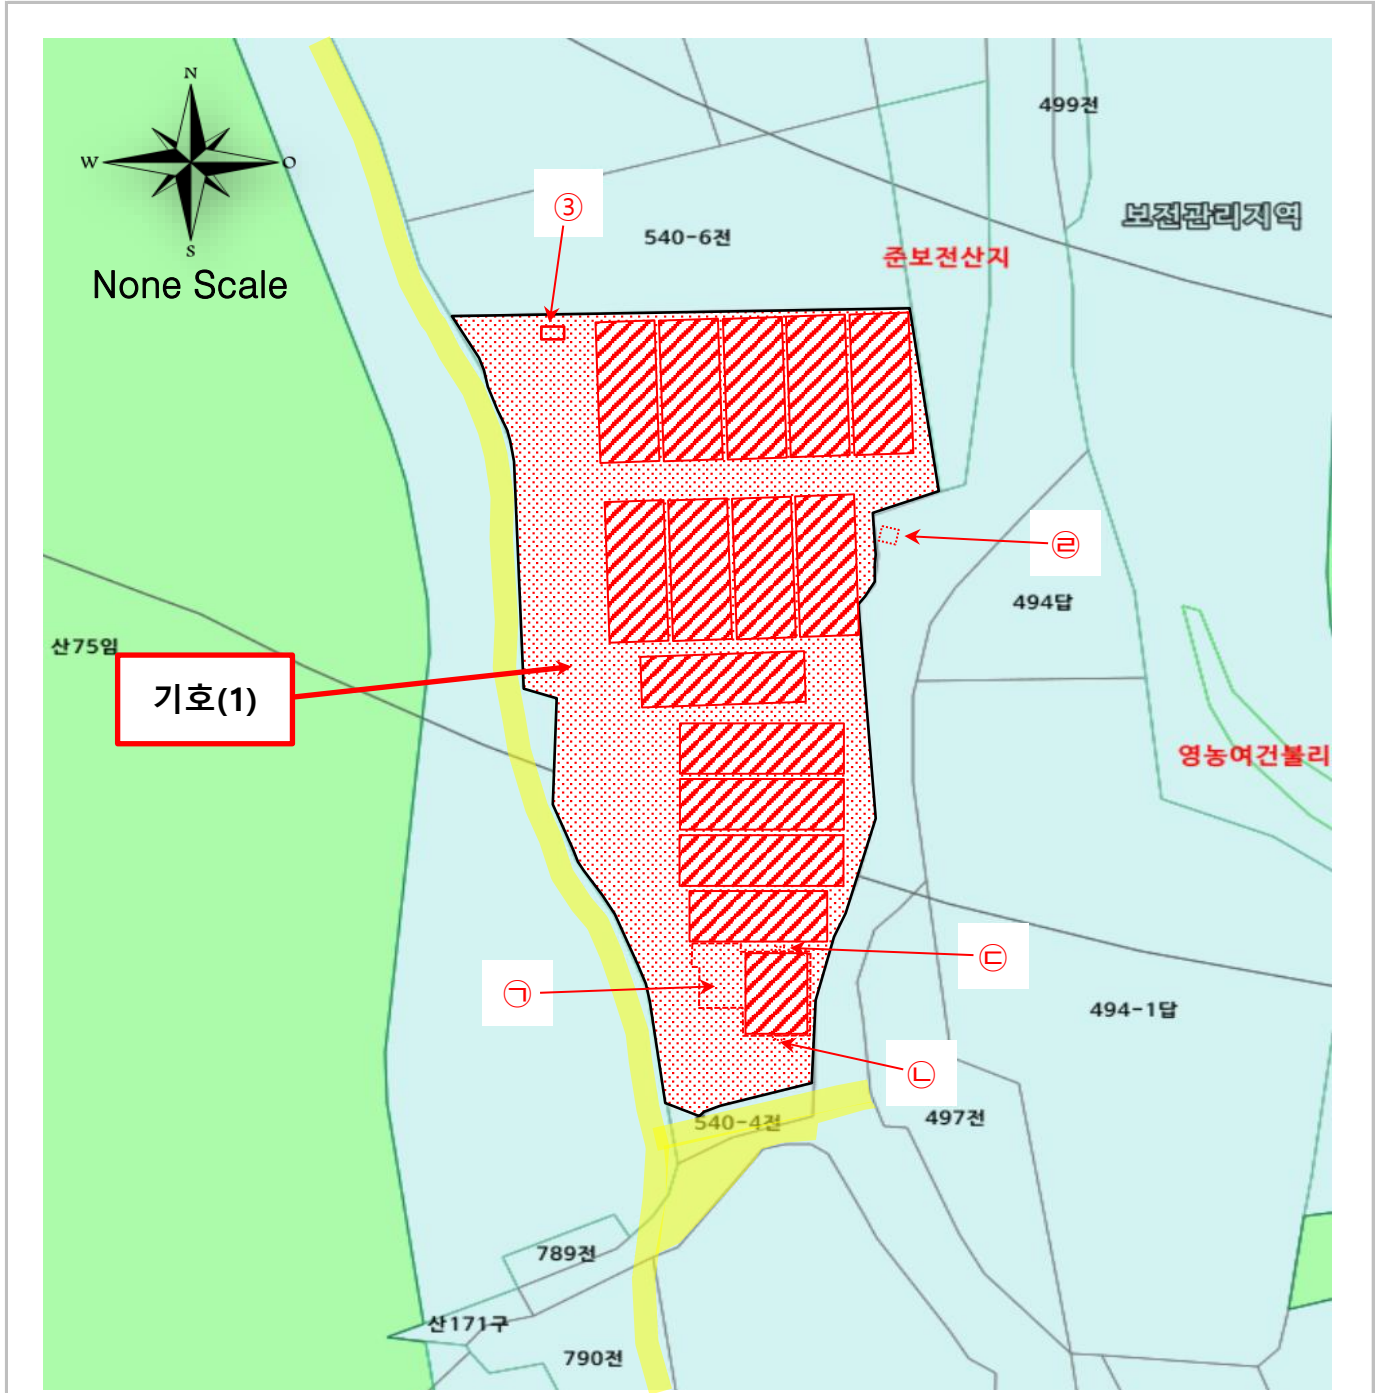 N
499전
W
O
③
보전관리지역
540-6전
준보전산지
S
None Scale
㉣
494답
산75임
기호(1)
영농여건불리
㉢
㉠
494-1답
㉡
497전
540-4전
789전
산171구
790전